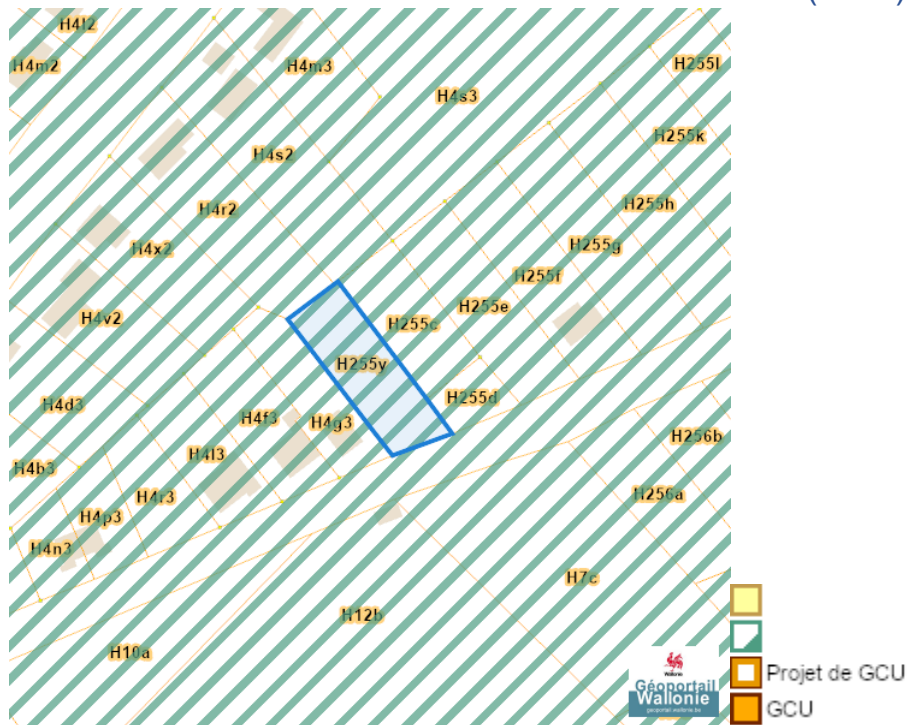 H4l2
H4m2
H4m3
H255l
H4s3
H255k
H4s2
H255h
H4r2
H4x2
H255g
H255f
H255e
H4v2
H255c
H255y
H255d
H4d3
H4f3
H4g3
H256b
H4l3
H4b3
H256a
H4r3
H4p3
H4n3
H7c
H12b
H10a
Wallonie
Géoportail
Wallonie
geoportail.wallonie.be
Projet de GCU
GCU